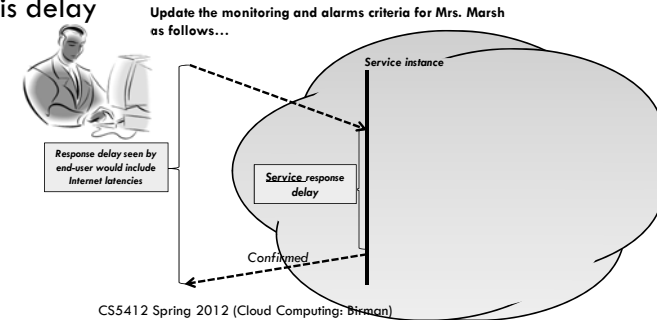 is delay
Update the monitoring and alarms criteria for Mrs. Marsh
as follows…
Service instance
Response delay seen by
end-user would include
Internet latencies
Service response
delay
Confirmed
CS5412 Spring 2012 (Cloud Computing: Birman)